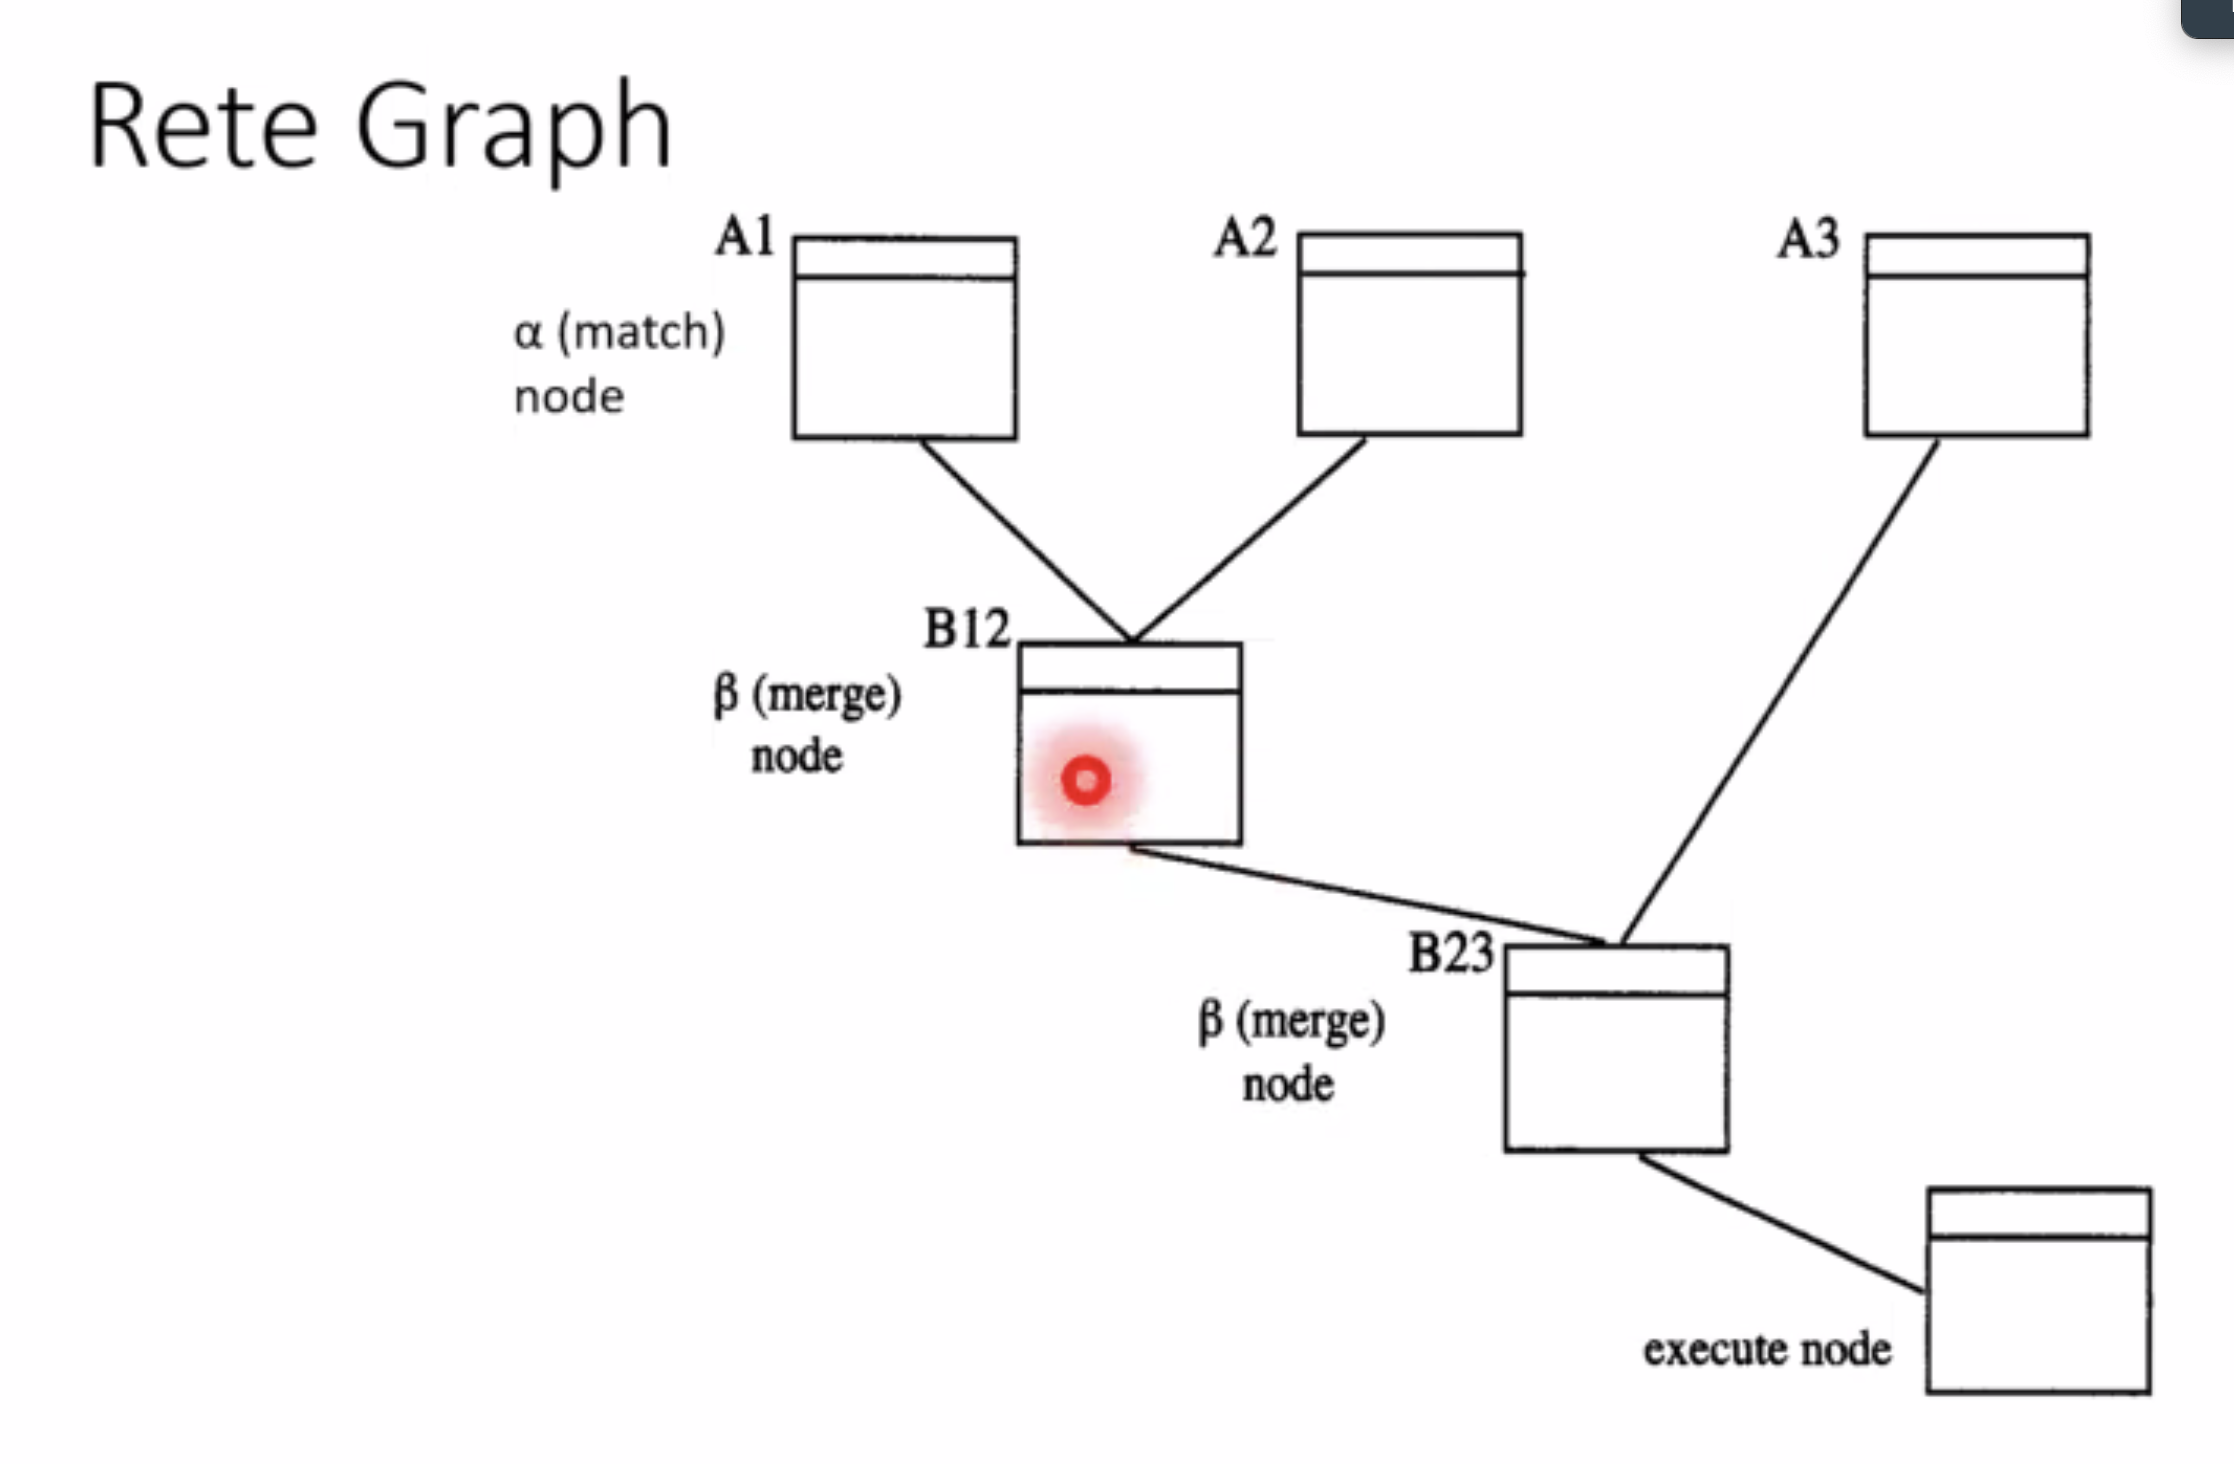 Rete Graph
A1
A2
A3
α (match)
node
B12
β (merge)
node
B23
β (merge)
node
execute node